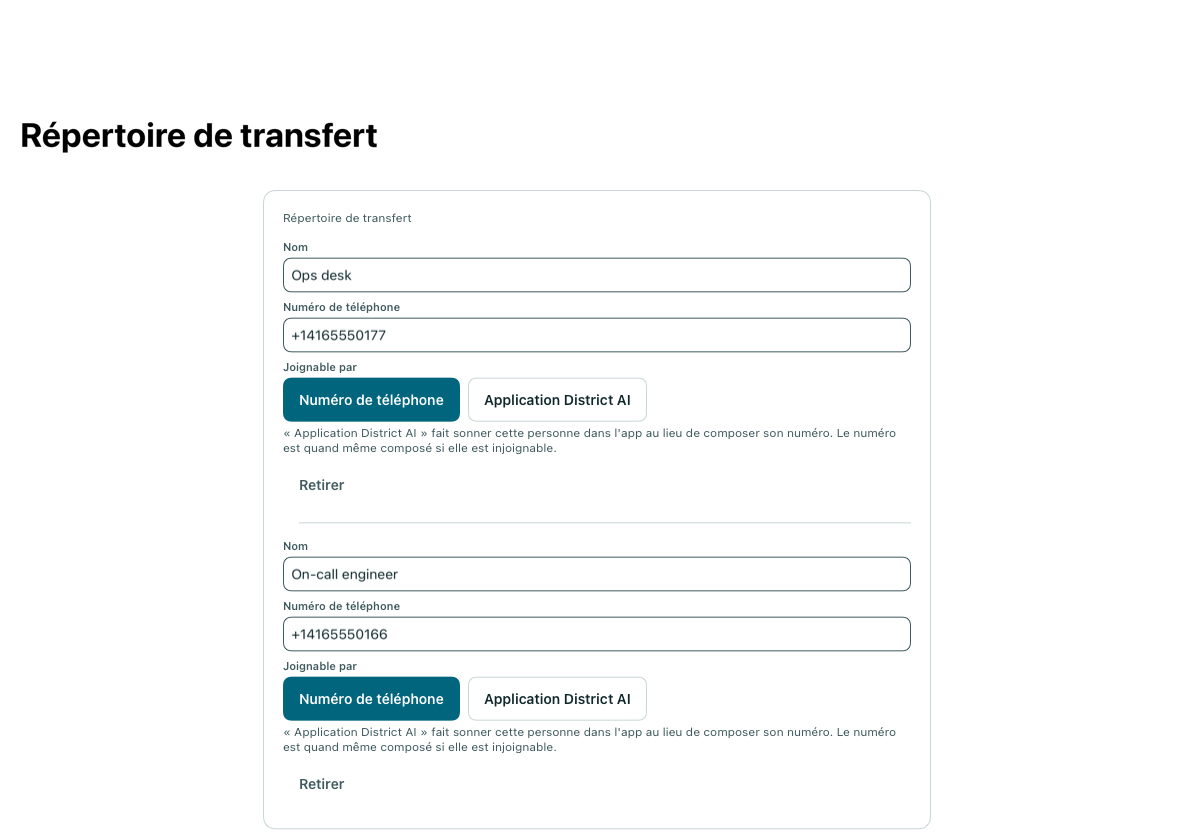 Répertoire de transfert
Répertoire de transfert
Nom
Ops desk
Numéro de téléphone
+14165550177
Joignable par
Numéro de téléphone
Application District AI
« Application District AI » fait sonner cette personne dans l'app au lieu de composer son numéro. Le numéro
est quand même composé si elle est injoignable.
Retirer
Nom
On-call engineer
Numéro de téléphone
+14165550166
Joignable par
Numéro de téléphone
Application District AI
« Application District AI » fait sonner cette personne dans l'app au lieu de composer son numéro. Le numéro
est quand même composé si elle est injoignable.
Retirer